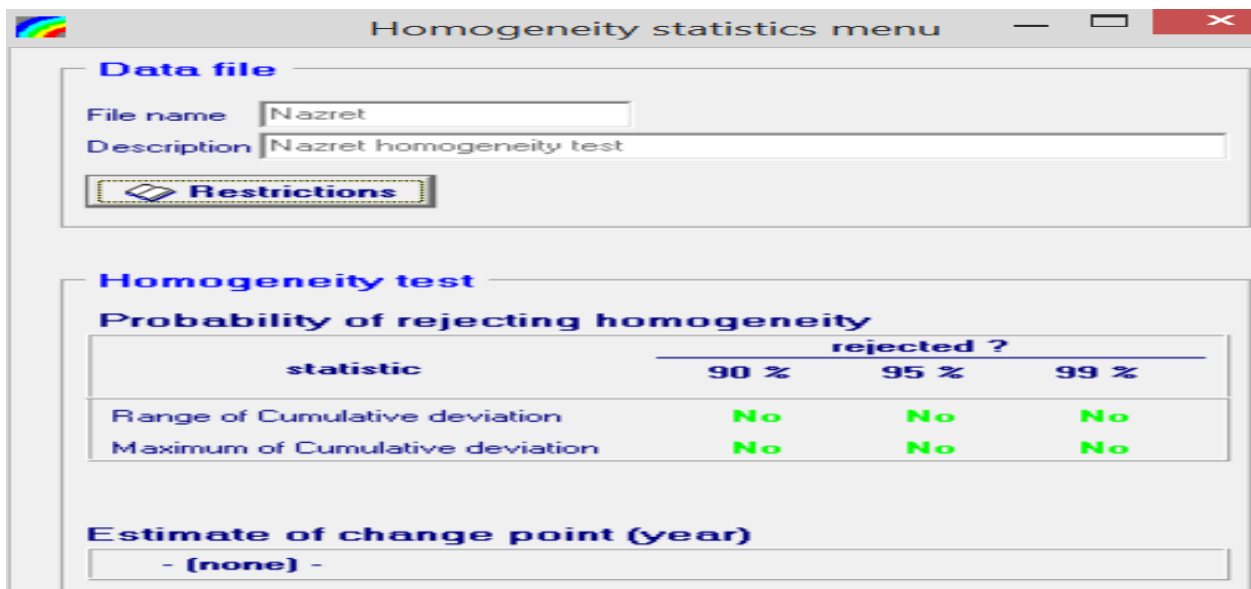 Homogeneity statistics menu
Data file
File name Nazret
Description Nazret homogeneity test
Restrictions
Homogeneity test
Probability of rejecting homogeneity
rejected ?
statistic 90 % 95 % 99 %
Range of Cumulative deviation No No No
Maximum of Cumulative deviation No No No
Estimate of change point (year)
- (none) -